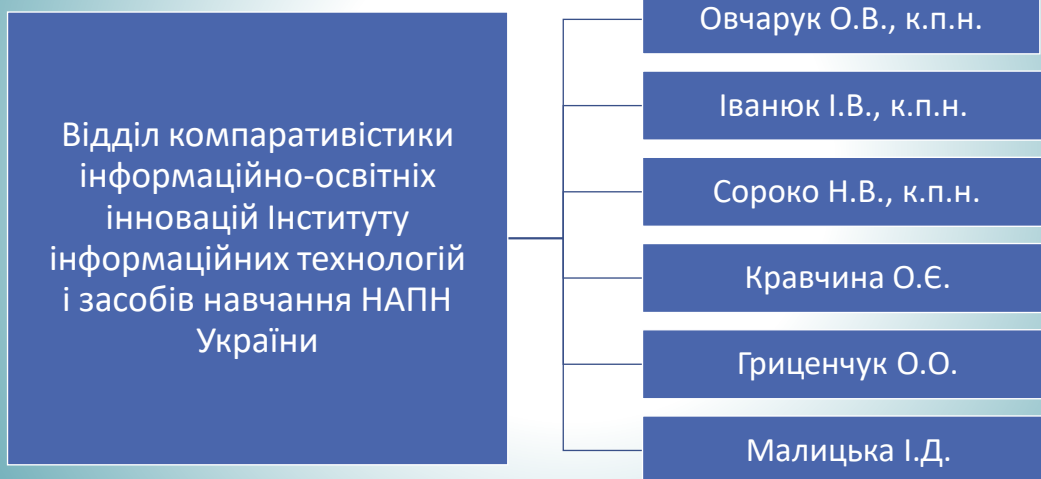 Відділ компаративістики
інформаційно-освітніх
інновацій Інституту
інформаційних технологій
і засобів навчання НАПН
України
Овчарук О.В., к.п.н.
Іванюк І.В., к.п.н.
Сороко Н.В., к.п.н.
Кравчина О.Є.
Гриценчук О.О.
Малицька І.Д.